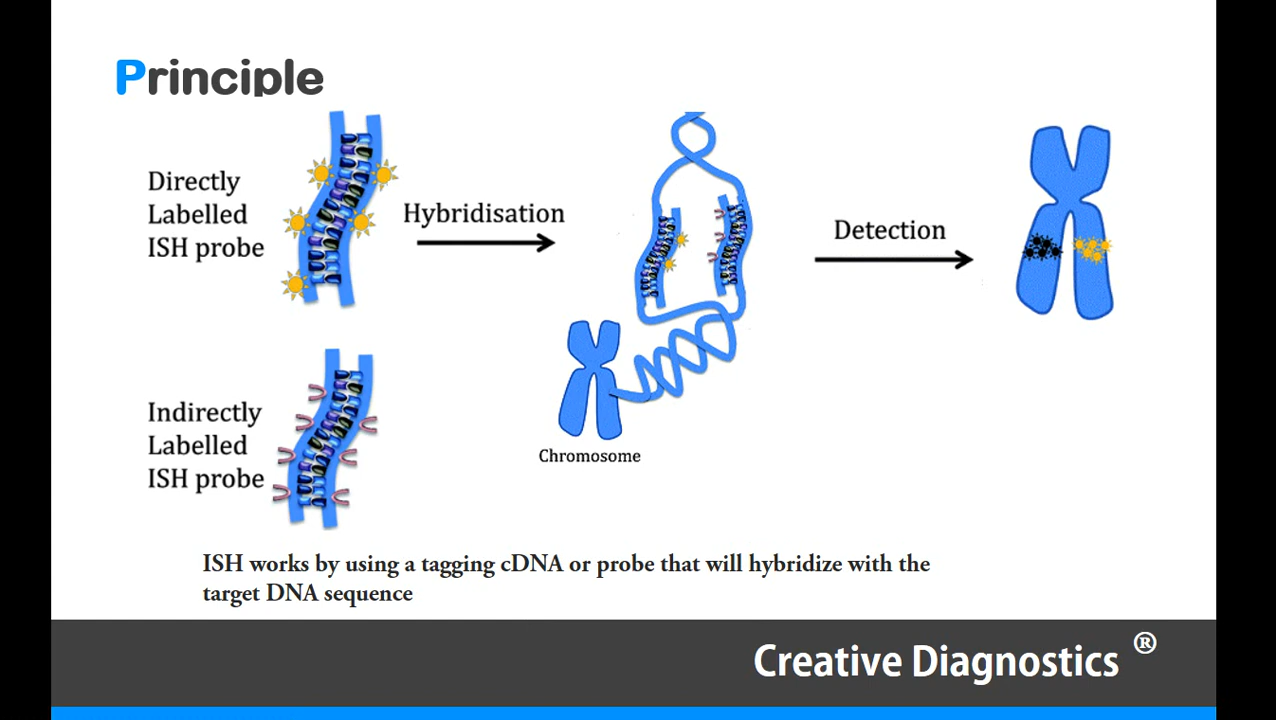 Principle
Directly
Labelled
ISH probe
Hybridisation
Detection
Indirectly
Labelled
ISH probe
Chromosome
ISH works by using a tagging cDNA or probe that will hybridize with the
target DNA sequence
Creative Diagnostics ®